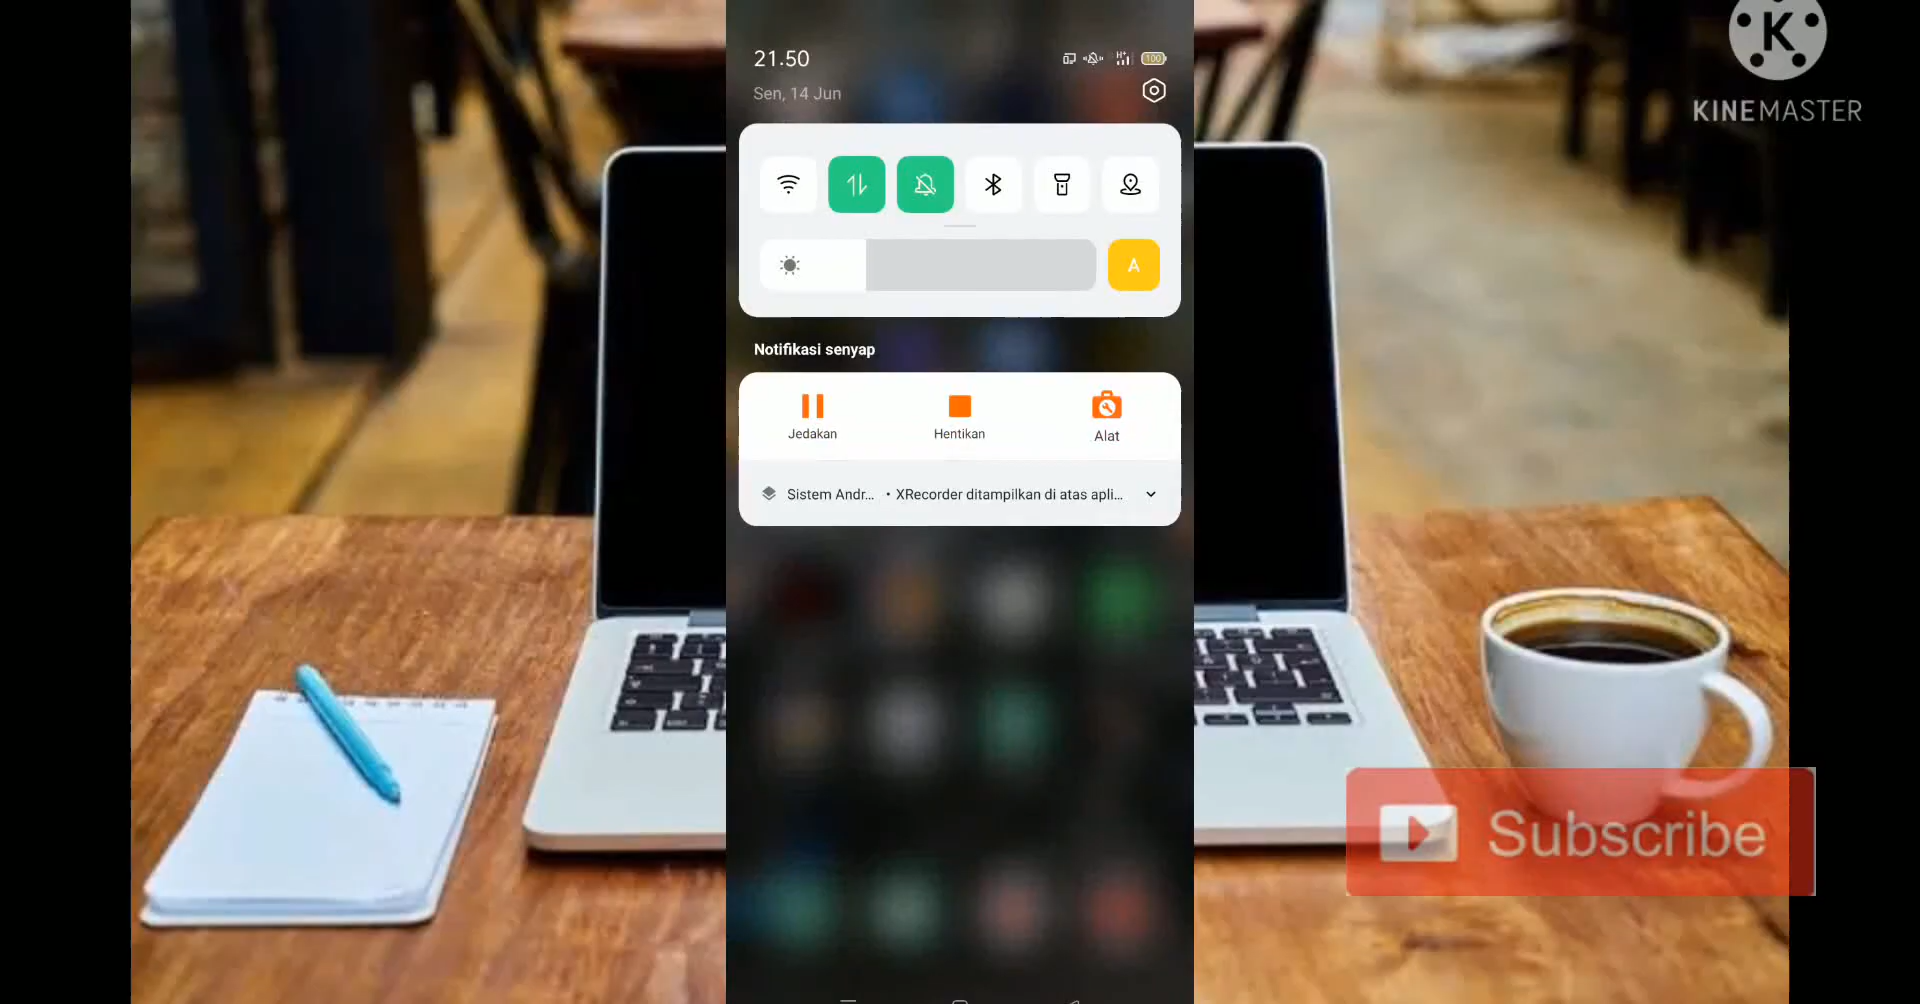 21.50
H+
100
Sen, 14 Jun
K
KINEMASTER
A
Notifikasi senyap
Jedakan
Hentikan
Alat
Sistem Andr... • XRecorder ditampilkan di atas apli...
Subscribe